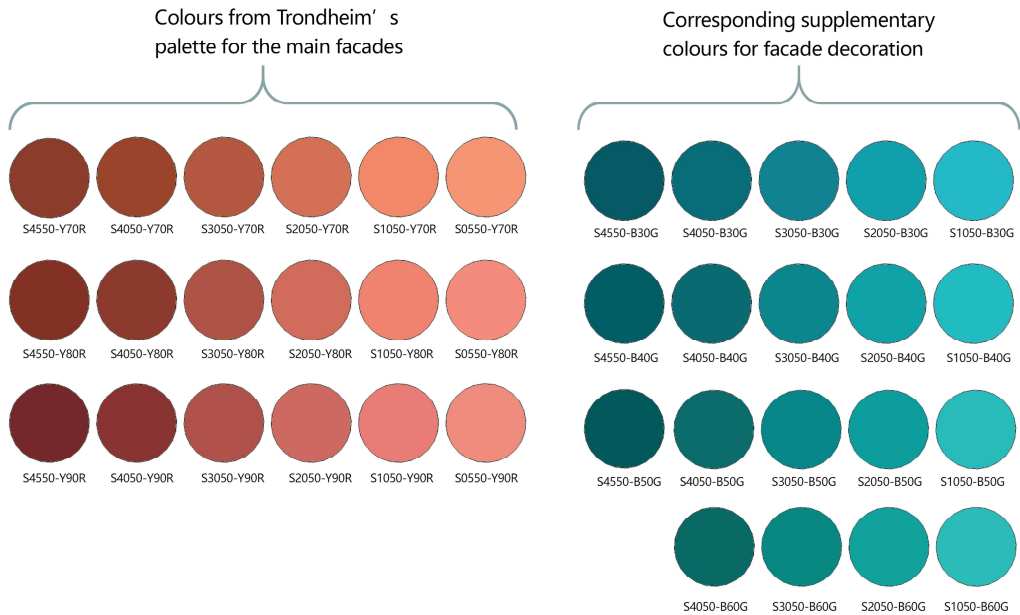 Colours from Trondheim' s
palette for the main facades
Corresponding supplementary
colours for facade decoration
S4550-Y70R S4050-Y70R S3050-Y70R S2050-Y70R S1050-Y70R S0550-Y70R
S4550-B30G S4050-B30G S3050-B30G S2050-B30G S1050-B30G
S4550-Y80R S4050-Y80R S3050-Y80R S2050-Y80R S1050-Y80R S0550-Y80R
S4550-B40G S4050-B40G S3050-B40G S2050-B40G S1050-B40G
S4550-Y90R S4050-Y90R S3050-Y90R S2050-Y90R S1050-Y90R S0550-Y90R
S4550-B50G S4050-B50G S3050-B50G S2050-B50G S1050-B50G
S4050-B60G S3050-B60G S2050-B60G S1050-B60G